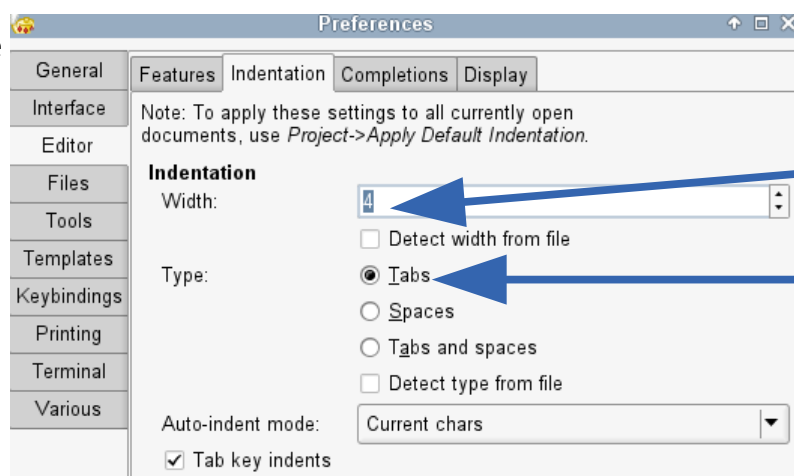 Preferences
General
Interface
Editor
Files
Tools
Templates
Keybindings
Printing
Terminal
Various
Features Indentation Completions Display
Note: To apply these settings to all currently open
documents, use Project->Apply Default Indentation.
Indentation
Width: 4
Detect width from file
Type: Tabs
Spaces
Tabs and spaces
Detect type from file
Auto-indent mode: Current chars
Tab key indents